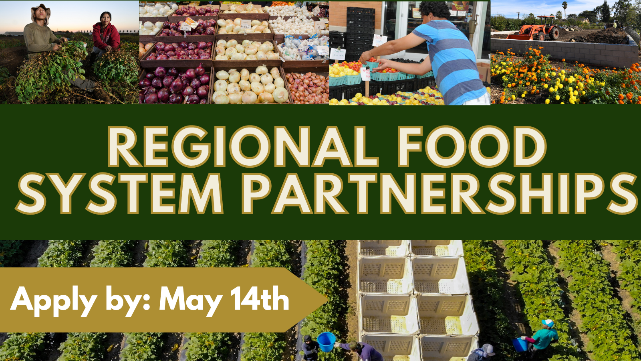 REGIONAL FOOD
SYSTEM PARTNERSHIPS
Apply by: May 14th